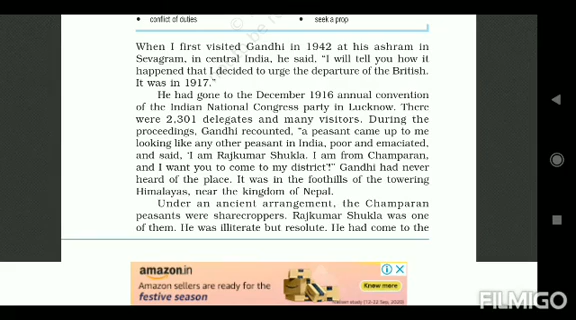 • conflict of duties
• seek a prop
When I first visited Gandhi in 1942 at his ashram in
Sevagram, in central India, he said, “I will tell you how it
happened that I decided to urge the departure of the British.
It was in 1917.”
He had gone to the December 1916 annual convention
of the Indian National Congress party in Lucknow. There
were 2,301 delegates and many visitors. During the
proceedings, Gandhi recounted, “a peasant came up to me
looking like any other peasant in India, poor and emaciated,
and said, ‘I am Rajkumar Shukla. I am from Champaran,
and I want you to come to my district’!” Gandhi had never
heard of the place. It was in the foothills of the towering
Himalayas, near the kingdom of Nepal.
Under an ancient arrangement, the Champaran
peasants were sharecroppers. Rajkumar Shukla was one
of them. He was illiterate but resolute. He had come to the
amazon.in
Amazon sellers are ready for the
festive season
Know more
FILMIGO